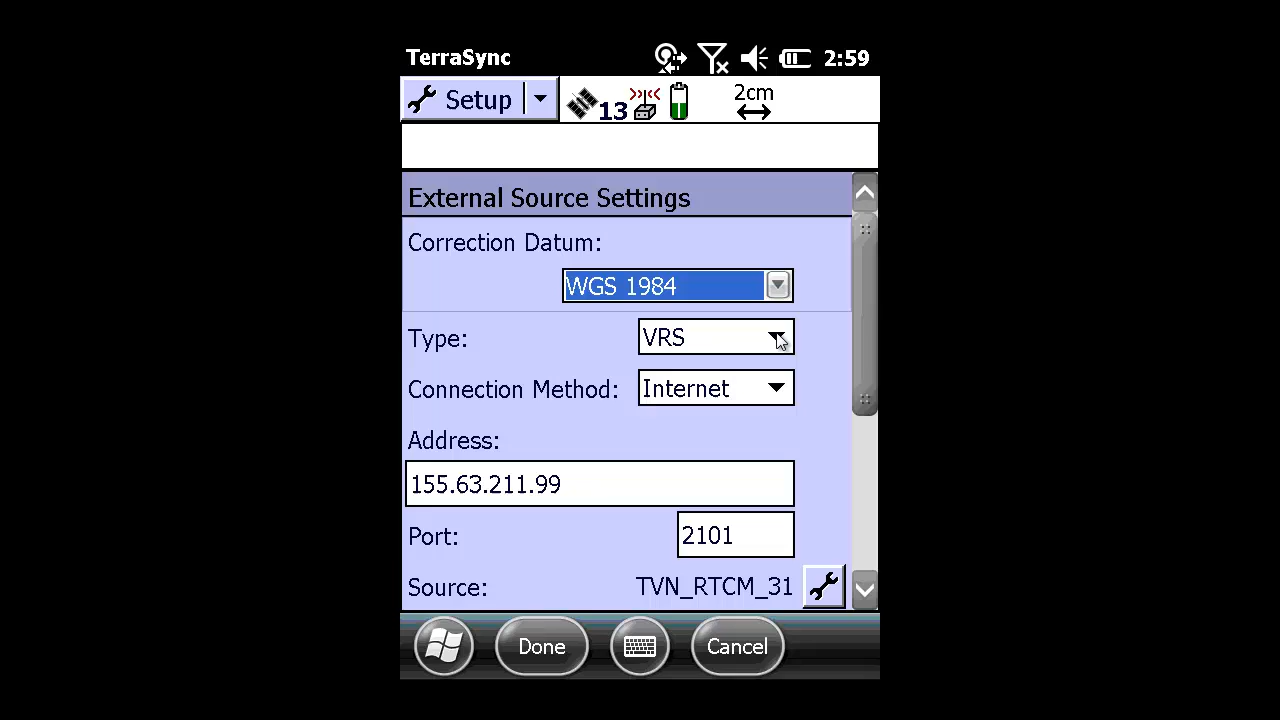 TerraSync 2:59
Setup 13 2cm
External Source Settings
Correction Datum:
WGS 1984
Type: VRS
Connection Method: Internet
Address:
155.63.211.99
Port: 2101
Source: TVN_RTCM_31
Done Cancel